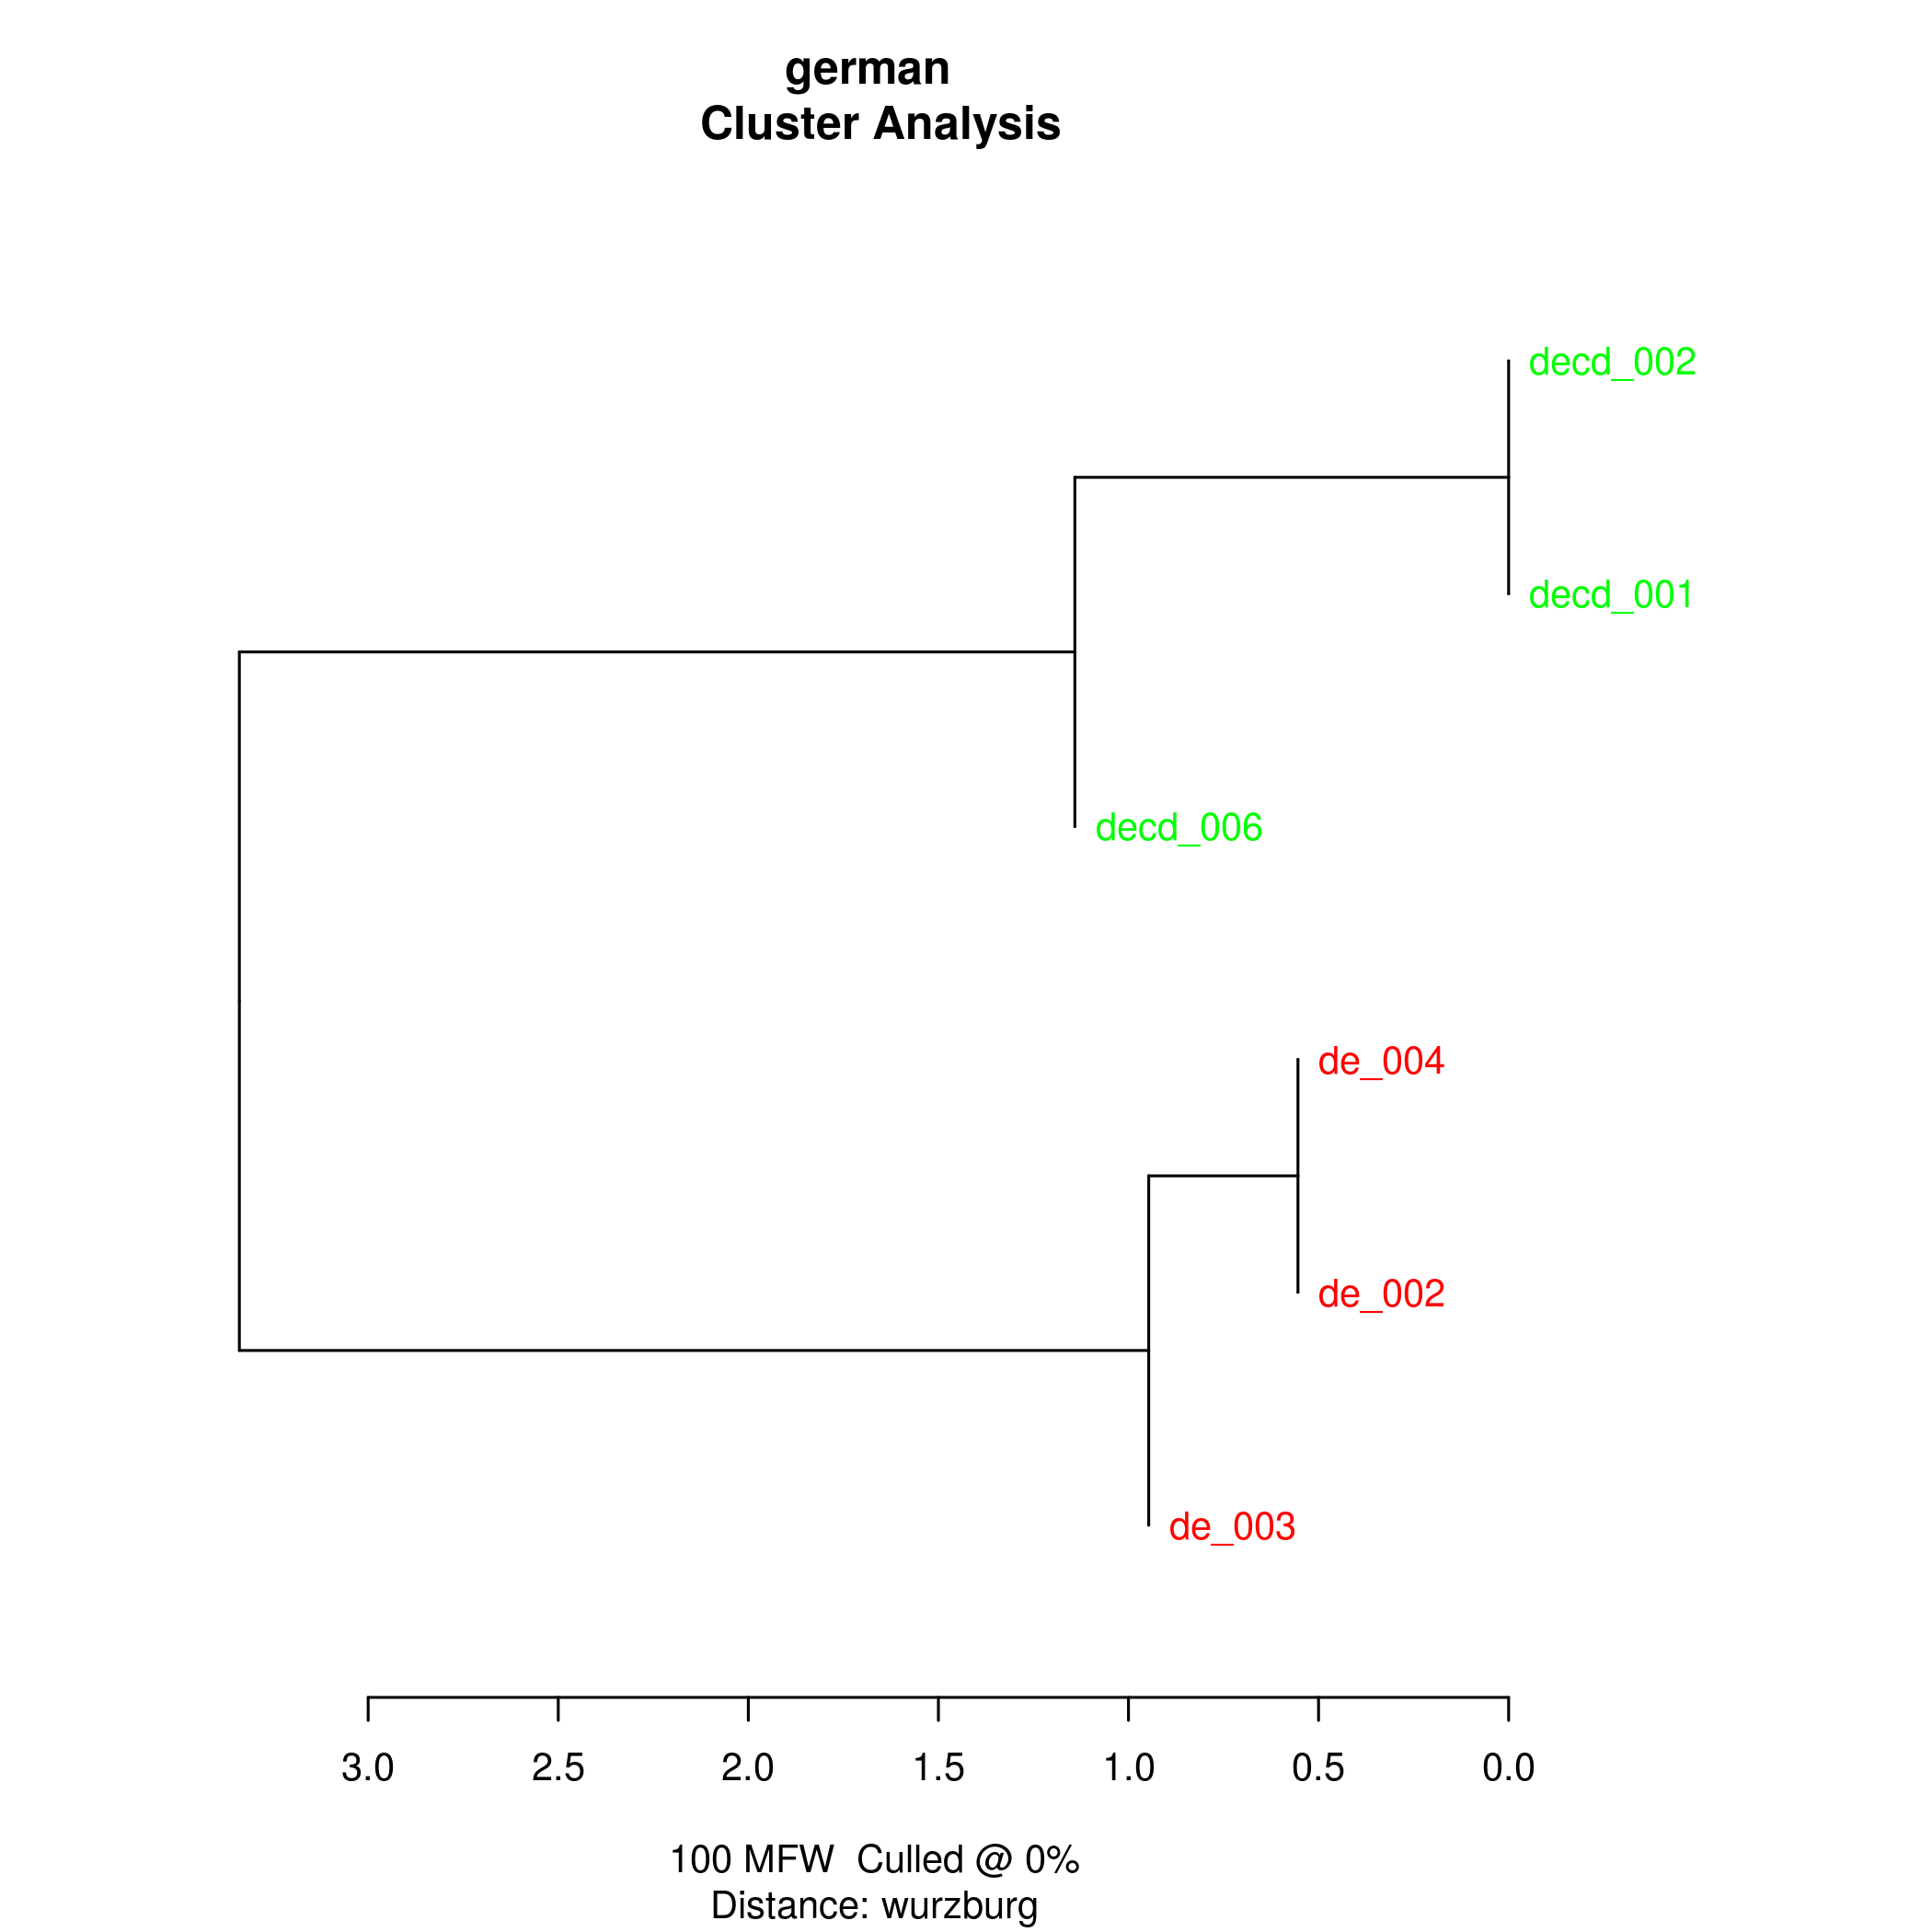 german
Cluster Analysis
decd_002
decd_001
decd_006
de_004
de_002
de_003
3.0 2.5 2.0 1.5 1.0 0.5 0.0
100 MFW  Culled @ 0%
Distance: wurzburg